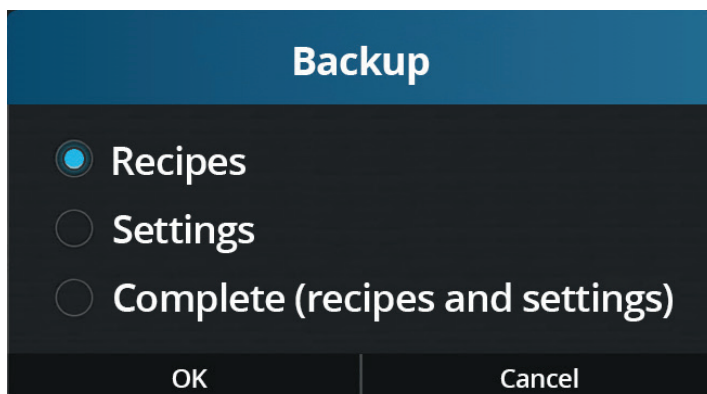 Backup
Recipes
Settings
Complete (recipes and settings)
OK Cancel